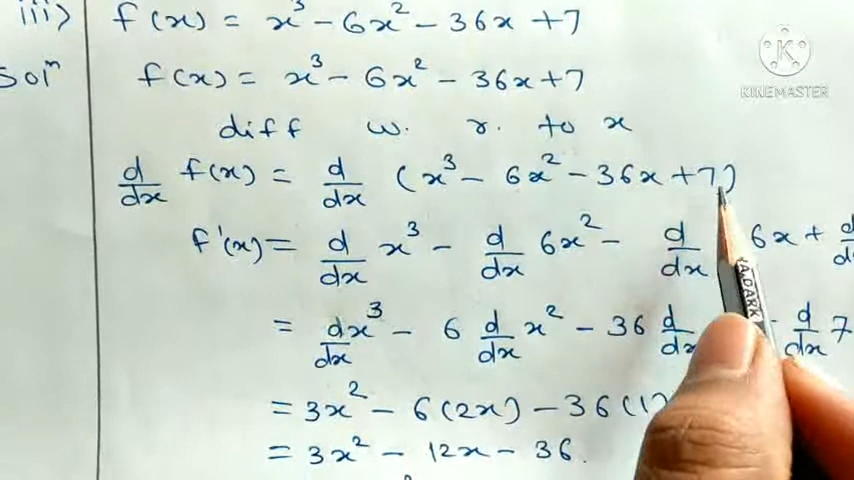 iii) f(x) = x³ - 6x² - 36x + 7
Solⁿ f(x) = x³ - 6x² - 36x + 7
diff w. r. to x
d/dx f(x) = d/dx (x³ - 6x² - 36x + 7)
f'(x) = d/dx x³ - d/dx 6x² - d/dx 6x +
= dx³/dx - 6 d/dx x² - 36 d/dx d/dx 7
= 3x² - 6(2x) - 36(1)
= 3x² - 12x - 36.
K
KINEMASTER